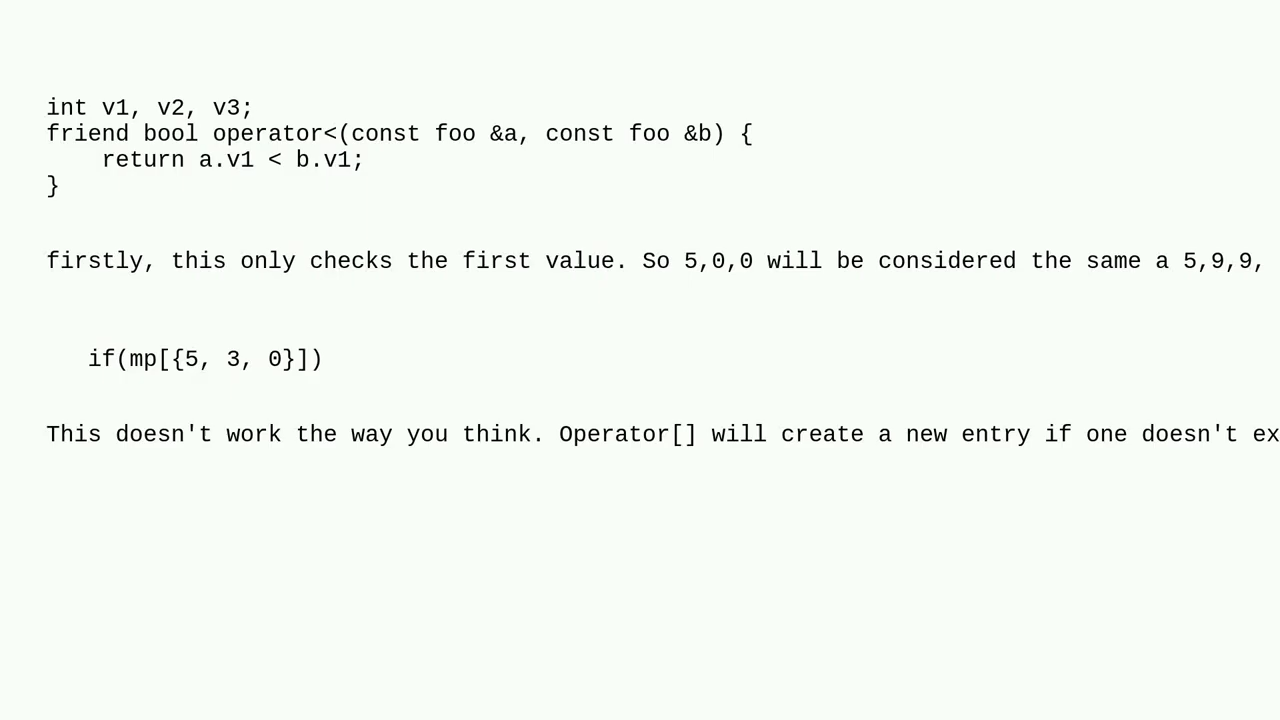 int v1, v2, v3;
friend bool operator<(const foo &a, const foo &b) {
    return a.v1 < b.v1;
}
firstly, this only checks the first value. So 5,0,0 will be considered the same a 5,9,9,
if(mp[{5, 3, 0}])
This doesn't work the way you think. Operator[] will create a new entry if one doesn't ex